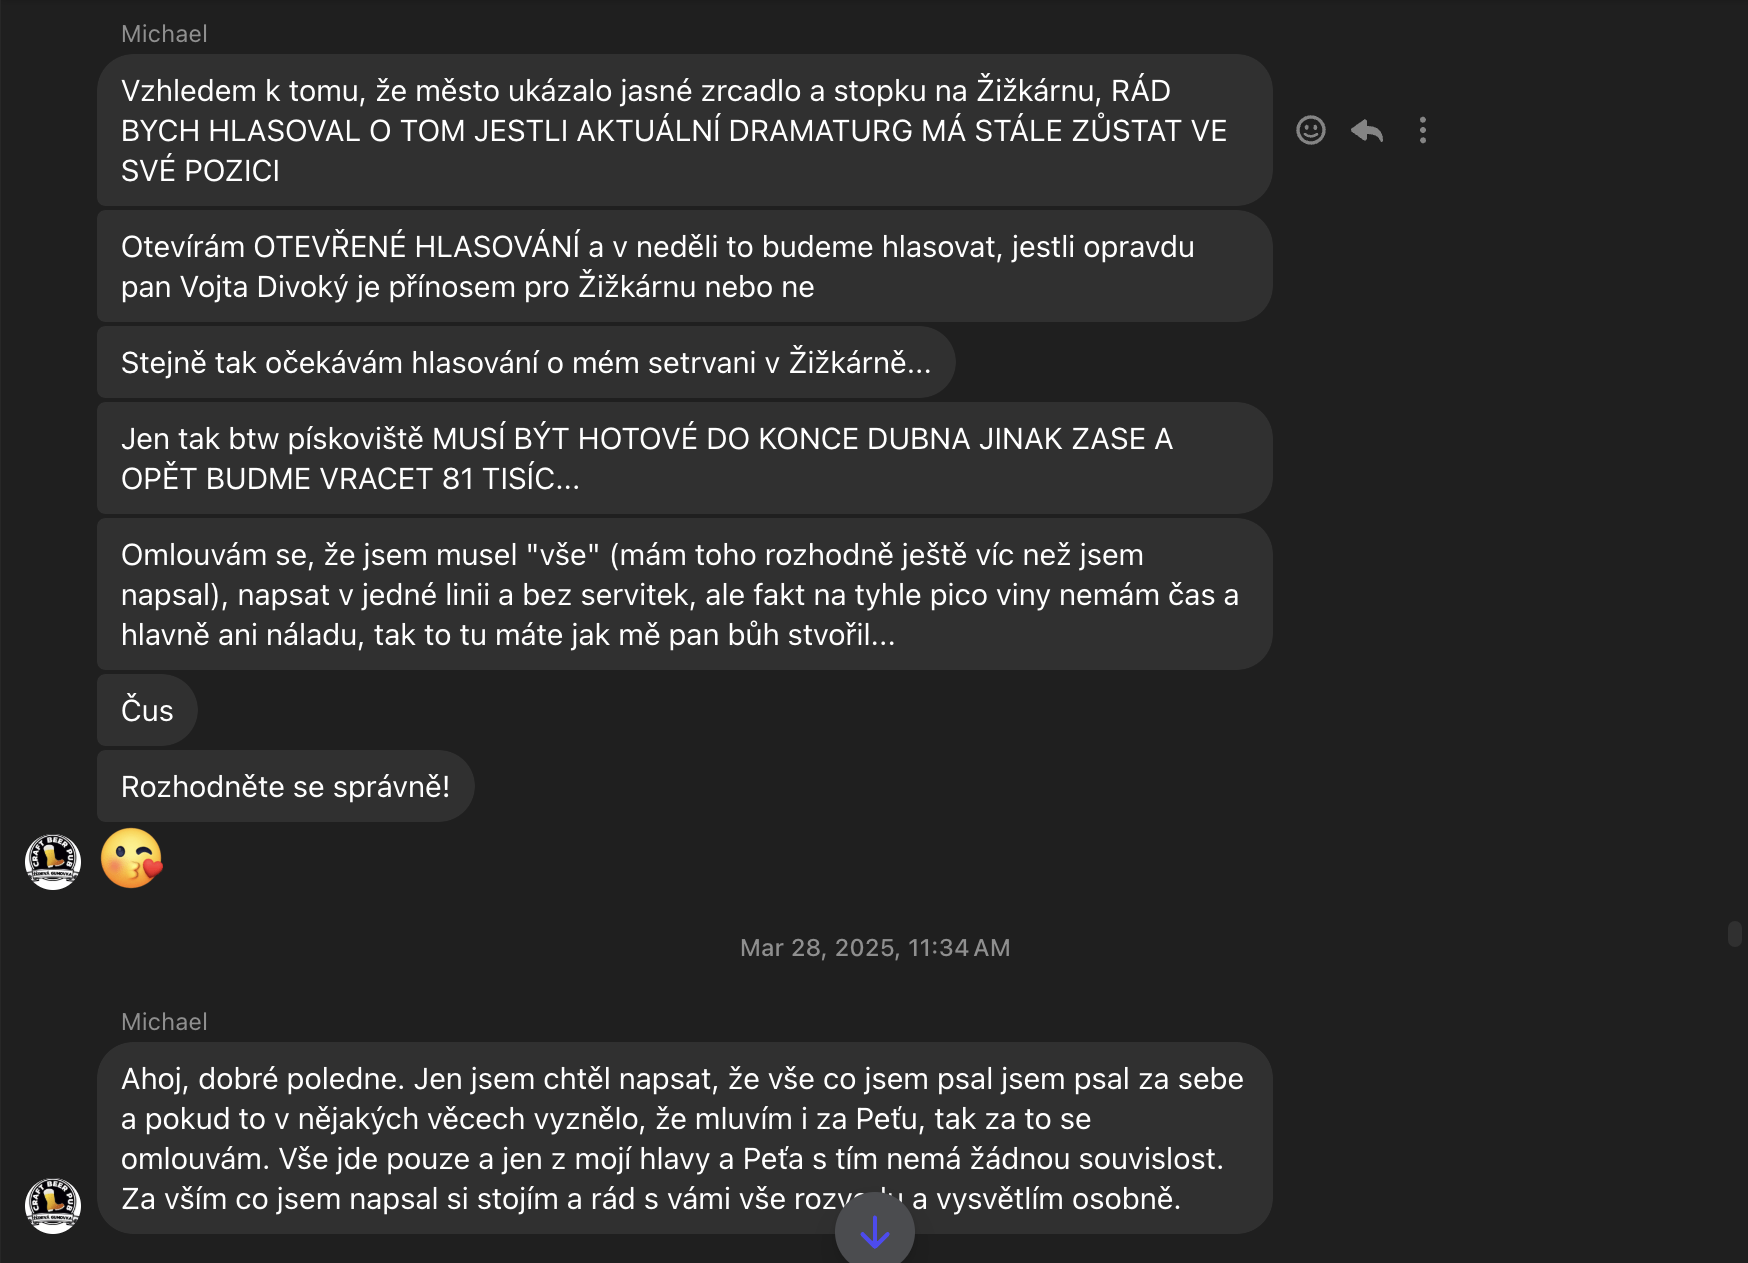 Michael
Vzhledem k tomu, že město ukázalo jasné zrcadlo a stopku na Žižkárnu, RÁD
BYCH HLASOVAL O TOM JESTLI AKTUÁLNÍ DRAMATURG MÁ STÁLE ZŮSTAT VE
SVÉ POZICI
Otevírám OTEVŘENÉ HLASOVÁNÍ a v neděli to budeme hlasovat, jestli opravdu
pan Vojta Divoký je přínosem pro Žižkárnu nebo ne
Stejně tak očekávám hlasování o mém setrvani v Žižkárně...
Jen tak btw pískoviště MUSÍ BÝT HOTOVÉ DO KONCE DUBNA JINAK ZASE A
OPĚT BUDME VRACET 81 TISÍC...
Omlouvám se, že jsem musel "vše" (mám toho rozhodně ještě víc než jsem
napsal), napsat v jedné linii a bez servitek, ale fakt na tyhle pico viny nemám čas a
hlavně ani náladu, tak to tu máte jak mě pan bůh stvořil...
Čus
Rozhodněte se správně!
CRAFT BEER PUB
Mar 28, 2025, 11:34 AM
Michael
Ahoj, dobré poledne. Jen jsem chtěl napsat, že vše co jsem psal jsem psal za sebe
a pokud to v nějakých věcech vyznělo, že mluvím i za Peťu, tak za to se
omlouvám. Vše jde pouze a jen z mojí hlavy a Peťa s tím nemá žádnou souvislost.
Za vším co jsem napsal si stojím a rád s vámi vše a vysvětlím osobně.
CRAFT BEER PUB